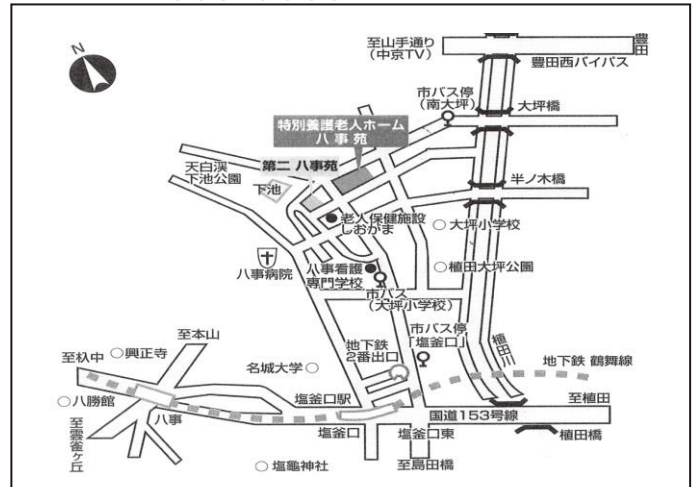 N
至山手通り
(中京TV)
豊田
豊田西バイパス
市バス停
(南大坪)
大坪橋
特別養護老人ホーム
八事苑
第二 八事苑
天白渓
下池公園
下池
半ノ木橋
老人保健施設
しおがま
大坪小学校
八事病院
八事看護
専門学校
植田大坪公園
市バス
(大坪小学校)
市バス停
「塩釜口」
植田川
地下鉄
2番出口
地下鉄 鶴舞線
至本山
至杁中
興正寺
名城大学
塩釜口駅
至植田
八勝館
八事
国道153号線
至雲雀ヶ丘
塩釜口
塩釜口東
植田橋
塩竈神社
至島田橋